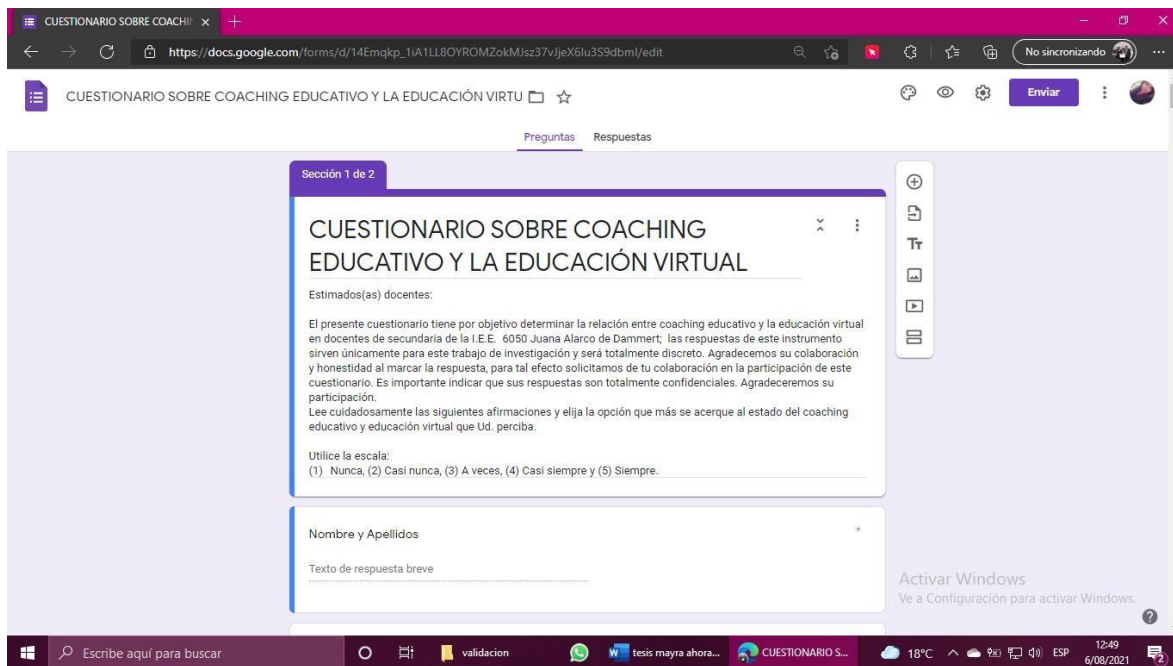 CUESTIONARIO SOBRE COACHIN
https://docs.google.com/forms/d/14Emqkp_1iA1LL8OYROMZokMJsz37vJjeX6lu3S9dbmI/edit
No sincronizando
CUESTIONARIO SOBRE COACHING EDUCATIVO Y LA EDUCACIÓN VIRTU
Enviar
Preguntas Respuestas
Sección 1 de 2
CUESTIONARIO SOBRE COACHING
EDUCATIVO Y LA EDUCACIÓN VIRTUAL
Estimados(as) docentes:
El presente cuestionario tiene por objetivo determinar la relación entre coaching educativo y la educación virtual
en docentes de secundaria de la I.E.E. 6050 Juana Alarco de Dammert; las respuestas de este instrumento
sirven únicamente para este trabajo de investigación y será totalmente discreto. Agradecemos su colaboración
y honestidad al marcar la respuesta, para tal efecto solicitamos de tu colaboración en la participación de este
cuestionario. Es importante indicar que sus respuestas son totalmente confidenciales. Agradeceremos su
participación.
Lee cuidadosamente las siguientes afirmaciones y elija la opción que más se acerque al estado del coaching
educativo y educación virtual que Ud. perciba.
Utilice la escala:
(1) Nunca, (2) Casi nunca, (3) A veces, (4) Casi siempre y (5) Siempre.
Tт
Nombre y Apellidos *
Texto de respuesta breve
Activar Windows
Ve a Configuración para activar Windows.
Escribe aquí para buscar
validacion
tesis mayra ahora...
CUESTIONARIO S...
18°C
ESP
12:49
6/08/2021